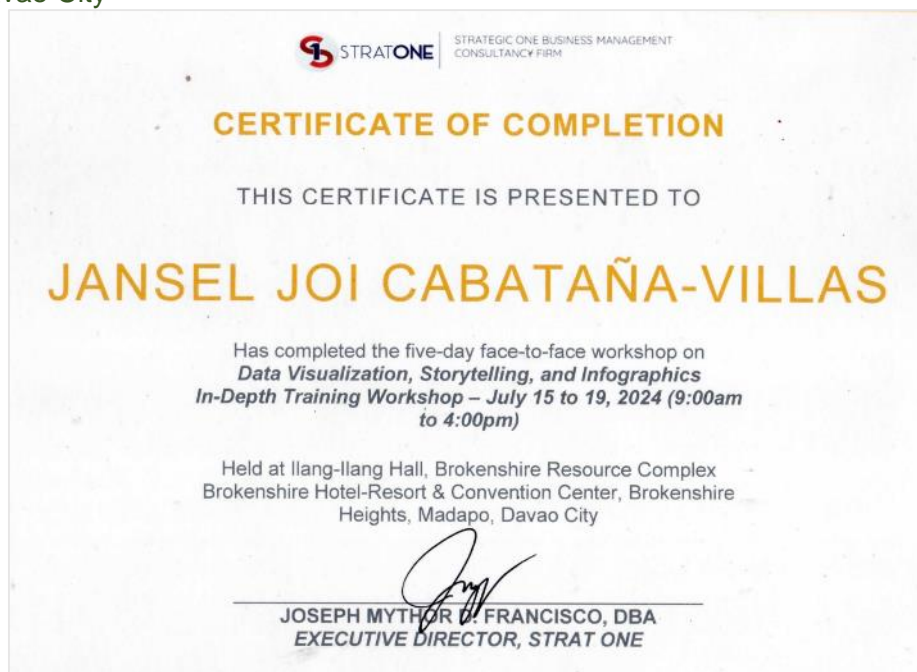 City
STRATONE
STRATEGIC ONE BUSINESS MANAGEMENT
CONSULTANCY FIRM
CERTIFICATE OF COMPLETION
THIS CERTIFICATE IS PRESENTED TO
JANSEL JOI CABATAÑA-VILLAS
Has completed the five-day face-to-face workshop on
Data Visualization, Storytelling, and Infographics
In-Depth Training Workshop – July 15 to 19, 2024 (9:00am
to 4:00pm)
Held at Ilang-Ilang Hall, Brokenshire Resource Complex
Brokenshire Hotel-Resort & Convention Center, Brokenshire
Heights, Madapo, Davao City
JOSEPH MYTHOR D. FRANCISCO, DBA
EXECUTIVE DIRECTOR, STRAT ONE